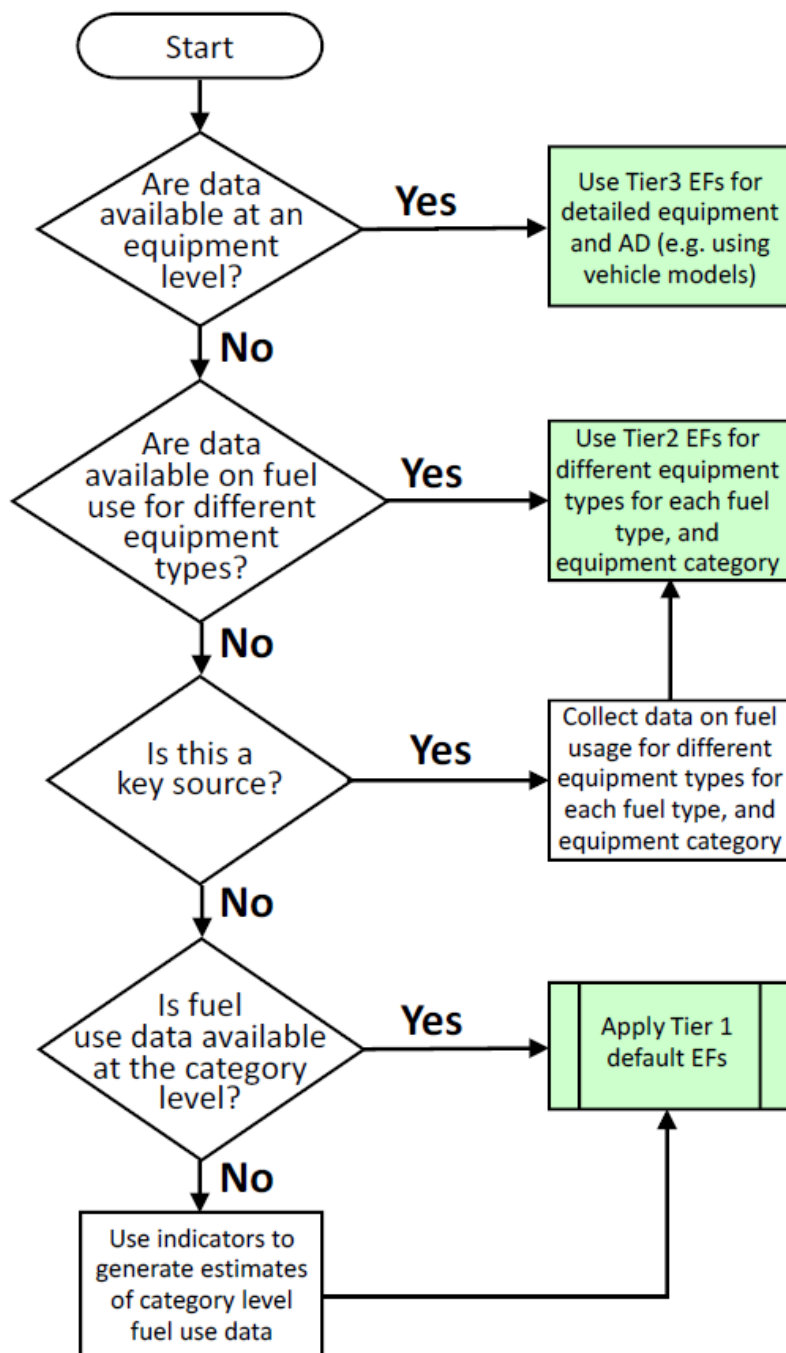 Start
Are data
available at an
equipment
level?
Yes
Use Tier3 EFs for
detailed equipment
and AD (e.g. using
vehicle models)
No
Are data
available on fuel
use for different
equipment
types?
Yes
Use Tier2 EFs for
different equipment
types for each fuel
type, and
equipment category
No
Is this a
key source?
Yes
Collect data on fuel
usage for different
equipment types for
each fuel type, and
equipment category
No
Is fuel
use data available
at the category
level?
Yes
Apply Tier 1
default EFs
No
Use indicators to
generate estimates
of category level
fuel use data